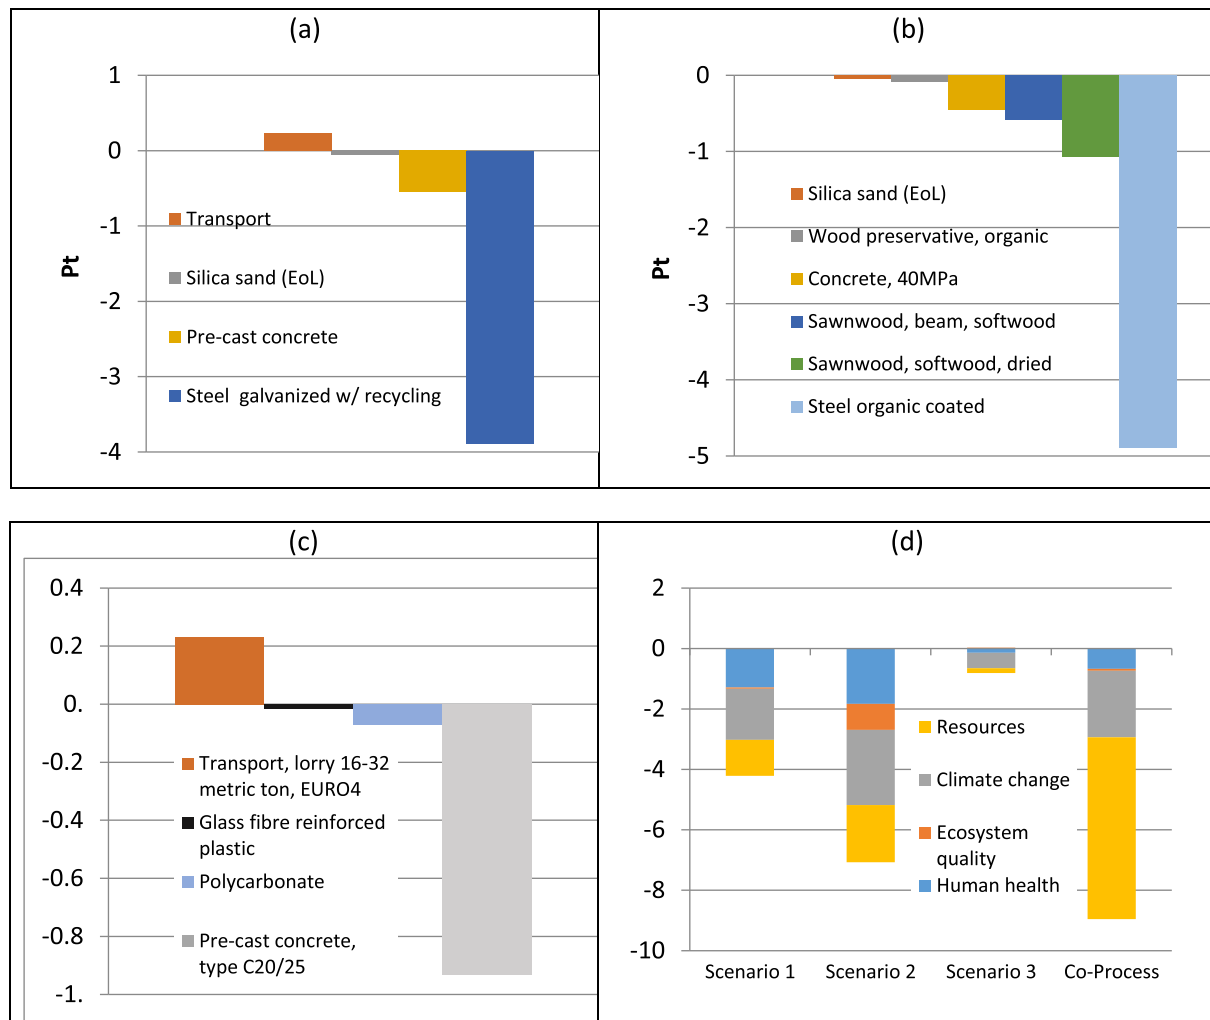 (a)
1
0
-1
-2
-3
-4
Pt
Transport
Silica sand (EoL)
Pre-cast concrete
Steel galvanized w/ recycling
(b)
0
-1
-2
-3
-4
-5
Pt
Silica sand (EoL)
Wood preservative, organic
Concrete, 40MPa
Sawnwood, beam, softwood
Sawnwood, softwood, dried
Steel organic coated
(c)
0.4
0.2
0.
-0.2
-0.4
-0.6
-0.8
-1.
Transport, lorry 16-32
metric ton, EURO4
Glass fibre reinforced
plastic
Polycarbonate
Pre-cast concrete,
type C20/25
(d)
2
0
-2
-4
-6
-8
-10
Resources
Climate change
Ecosystem
quality
Human health
Scenario 1
Scenario 2
Scenario 3
Co-Process